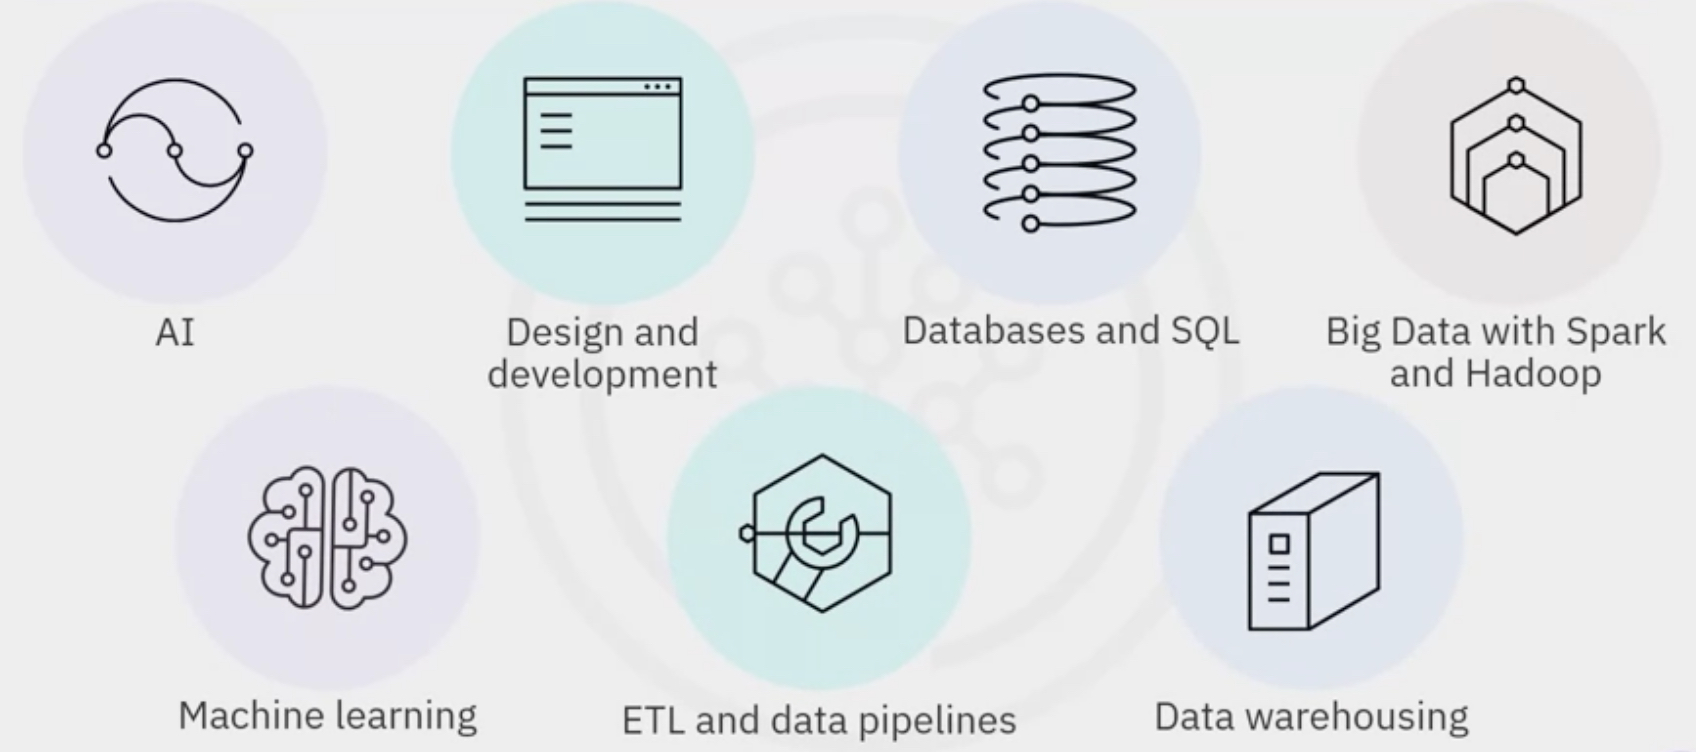 AI
Design and
development
Databases and SQL
Big Data with Spark
and Hadoop
Machine learning
ETL and data pipelines
Data warehousing